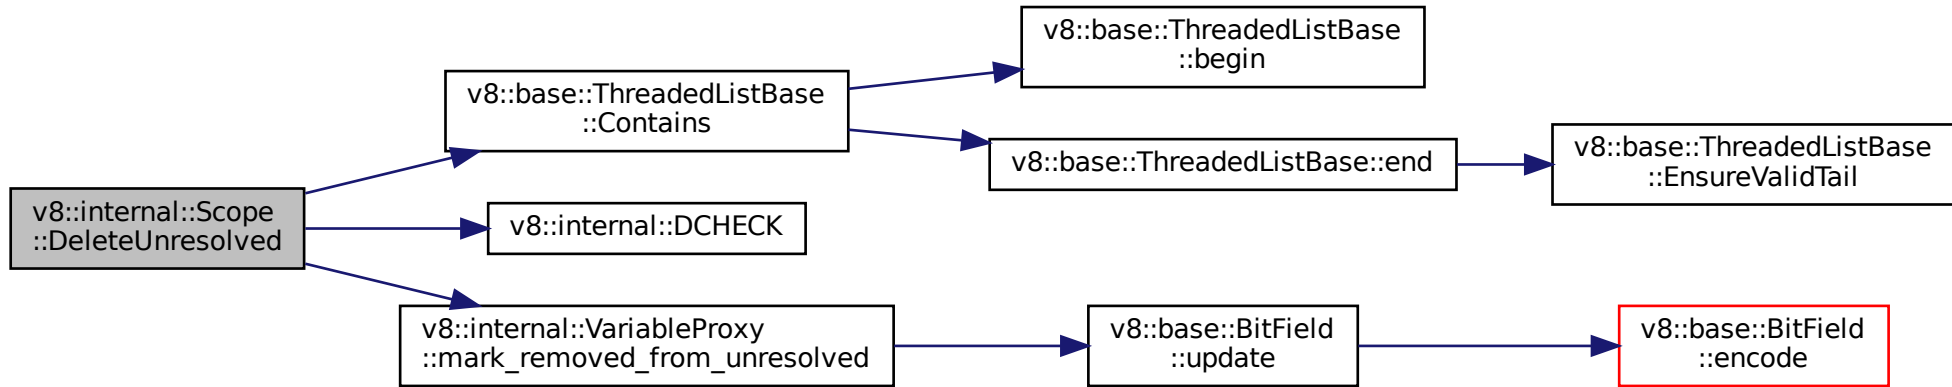 v8::base::ThreadedListBase
::begin
v8::base::ThreadedListBase
::Contains
v8::base::ThreadedListBase::end
v8::base::ThreadedListBase
::EnsureValidTail
v8::internal::Scope
::DeleteUnresolved
v8::internal::DCHECK
v8::internal::VariableProxy
::mark_removed_from_unresolved
v8::base::BitField
::update
v8::base::BitField
::encode